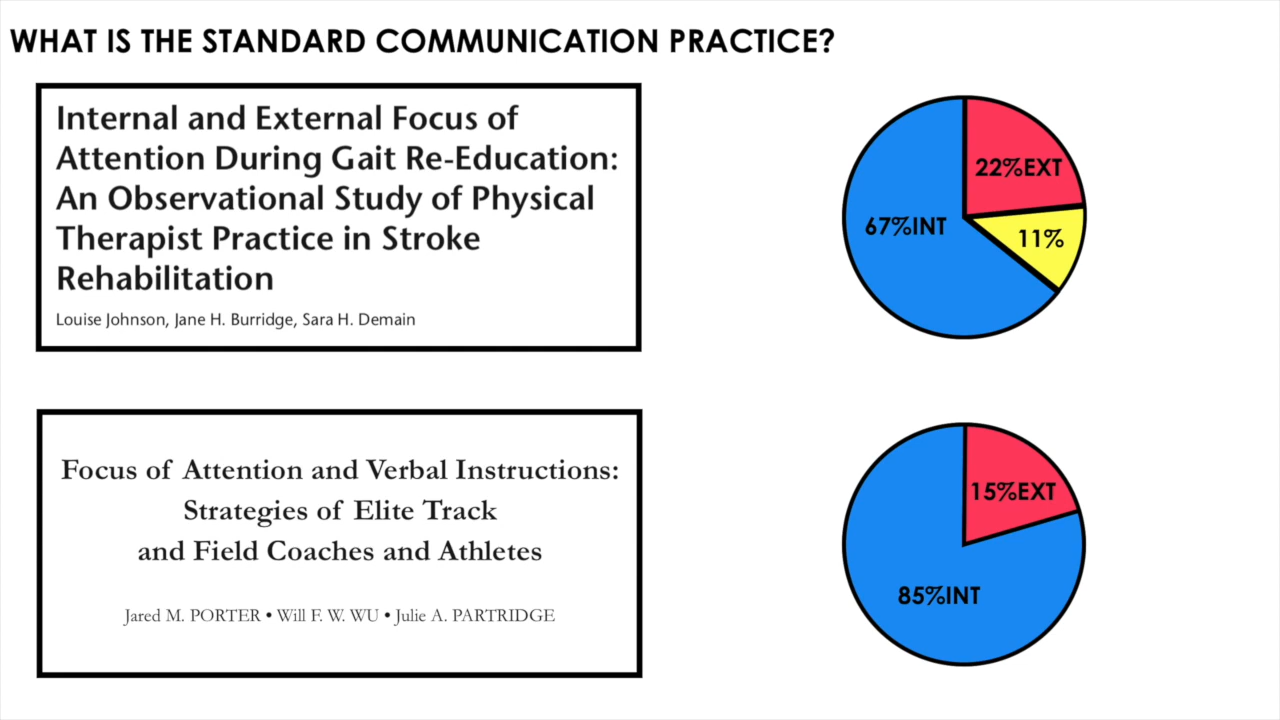 WHAT IS THE STANDARD COMMUNICATION PRACTICE?
Internal and External Focus of
Attention During Gait Re-Education:
An Observational Study of Physical
Therapist Practice in Stroke
Rehabilitation
Louise Johnson, Jane H. Burridge, Sara H. Demain
22%EXT
67%INT
11%
Focus of Attention and Verbal Instructions:
Strategies of Elite Track
and Field Coaches and Athletes
Jared M. PORTER • Will F. W. WU • Julie A. PARTRIDGE
15%EXT
85%INT